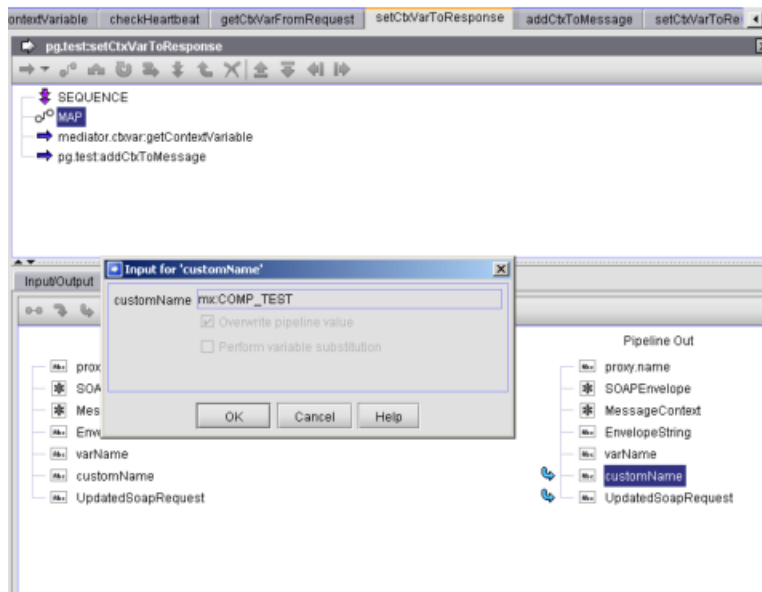 ontextVariable checkHeartbeat getCtxVarFromRequest setCtxVarToResponse addCtxToMessage setCtxVarToRe
pg.test:setCtxVarToResponse
SEQUENCE
MAP
mediator.ctxvar:getContextVariable
pg.test:addCtxToMessage
Input for 'customName'
Input/Output
customName mx:COMP_TEST
Overwrite pipeline value
Perform variable substitution
OK Cancel Help
Pipeline Out
prox
proxy.name
SOA
SOAPEnvelope
Mes
MessageContext
Enve
EnvelopeString
varName
varName
customName
customName
UpdatedSoapRequest
UpdatedSoapRequest